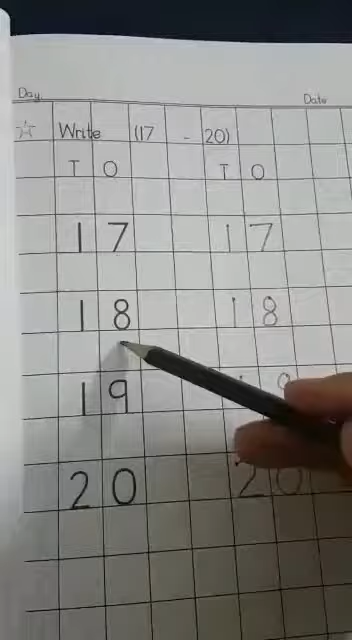 Day Date
☆ Write (17 - 20)
T O T O
17 17
18 18
19
20 20